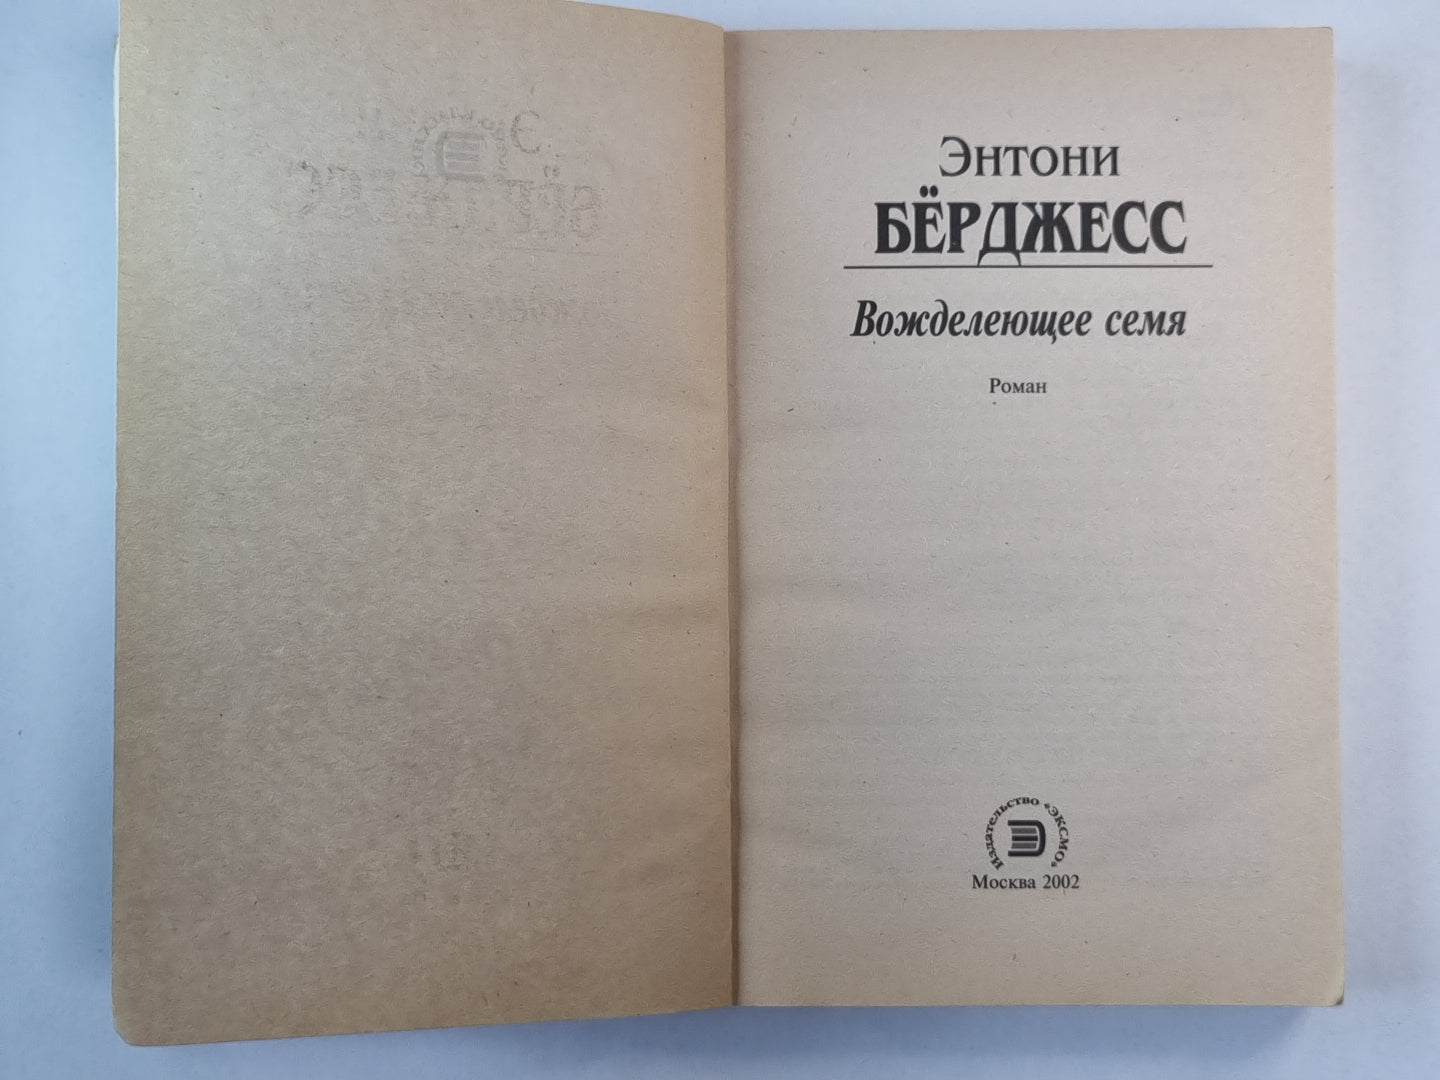 Энтони
БЁРДЖЕСС
Вожделеющее семя
Роман
Издательство «ЭКСМО»
Москва 2002